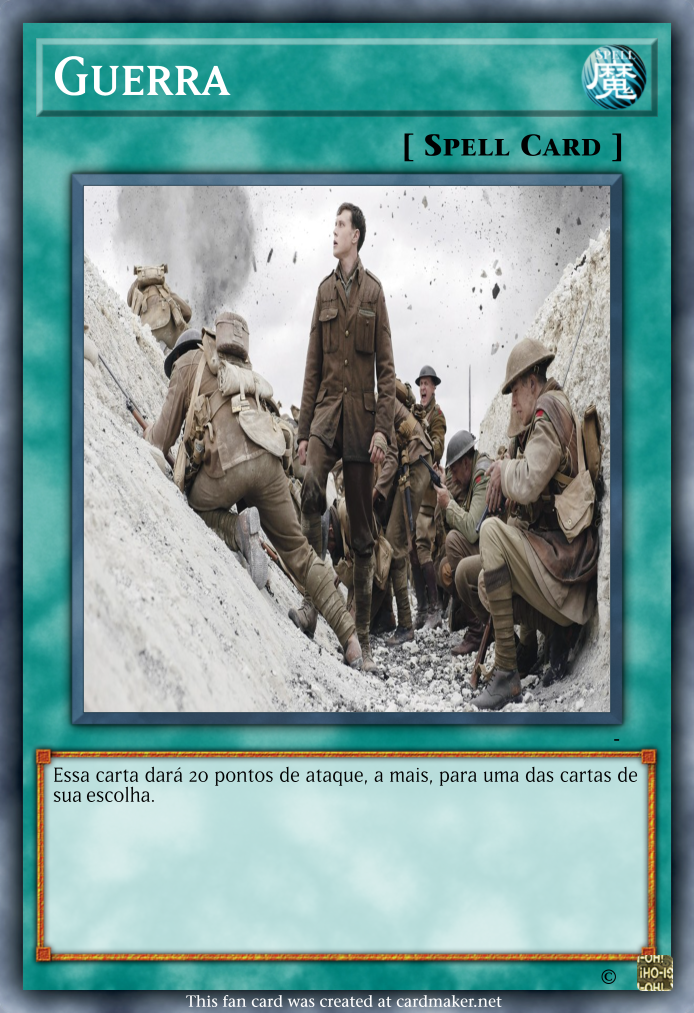 Guerra
SPELL
魔
[ Spell Card ]
-
Essa carta dará 20 pontos de ataque, a mais, para uma das cartas de
sua escolha.
©
This fan card was created at cardmaker.net